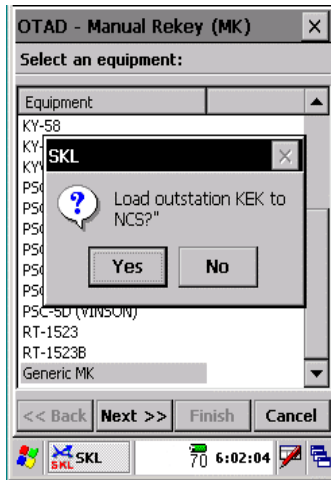 OTAD - Manual Rekey (MK)
Select an equipment:
Equipment
KY-58
SKL
Load outstation KEK to
NCS?"
Yes No
PSC-5D (VINSON)
RT-1523
RT-1523B
Generic MK
<< Back Next >> Finish Cancel
SKL SKL 70 6:02:04